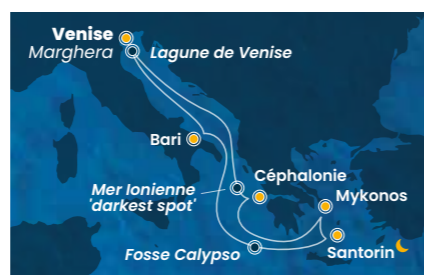 Venise
Marghera
Lagune de Venise
Bari
Céphalonie
Mer Ionienne
'darkest spot'
Mykonos
Fosse Calypso
Santorin